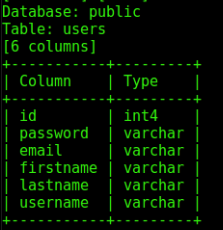 Database: public
Table: users
[6 columns]
+-----------+---------+
| Column    | Type    |
+-----------+---------+
| id        | int4    |
| password  | varchar |
| email     | varchar |
| firstname | varchar |
| lastname  | varchar |
| username  | varchar |
+-----------+---------+